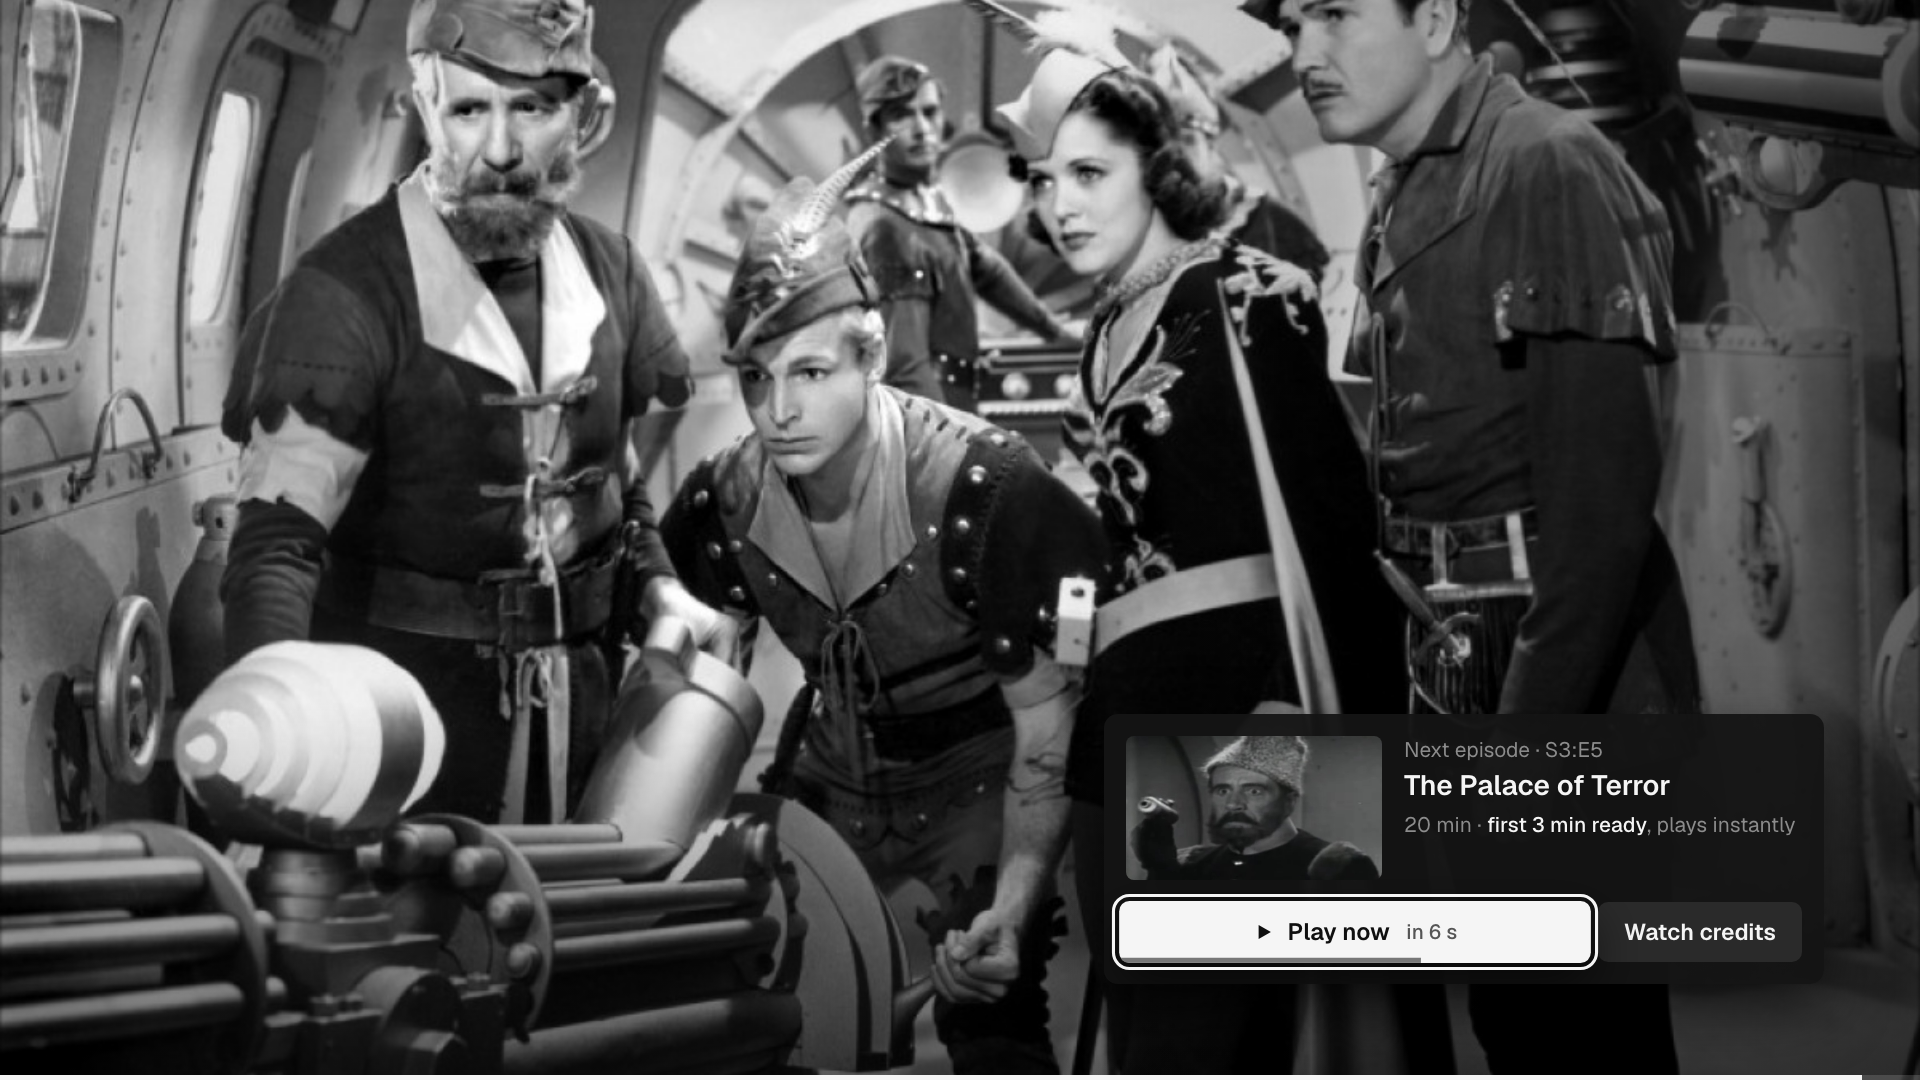 Next episode · S3:E5
The Palace of Terror
20 min · first 3 min ready, plays instantly
Play now in 6 s
Watch credits